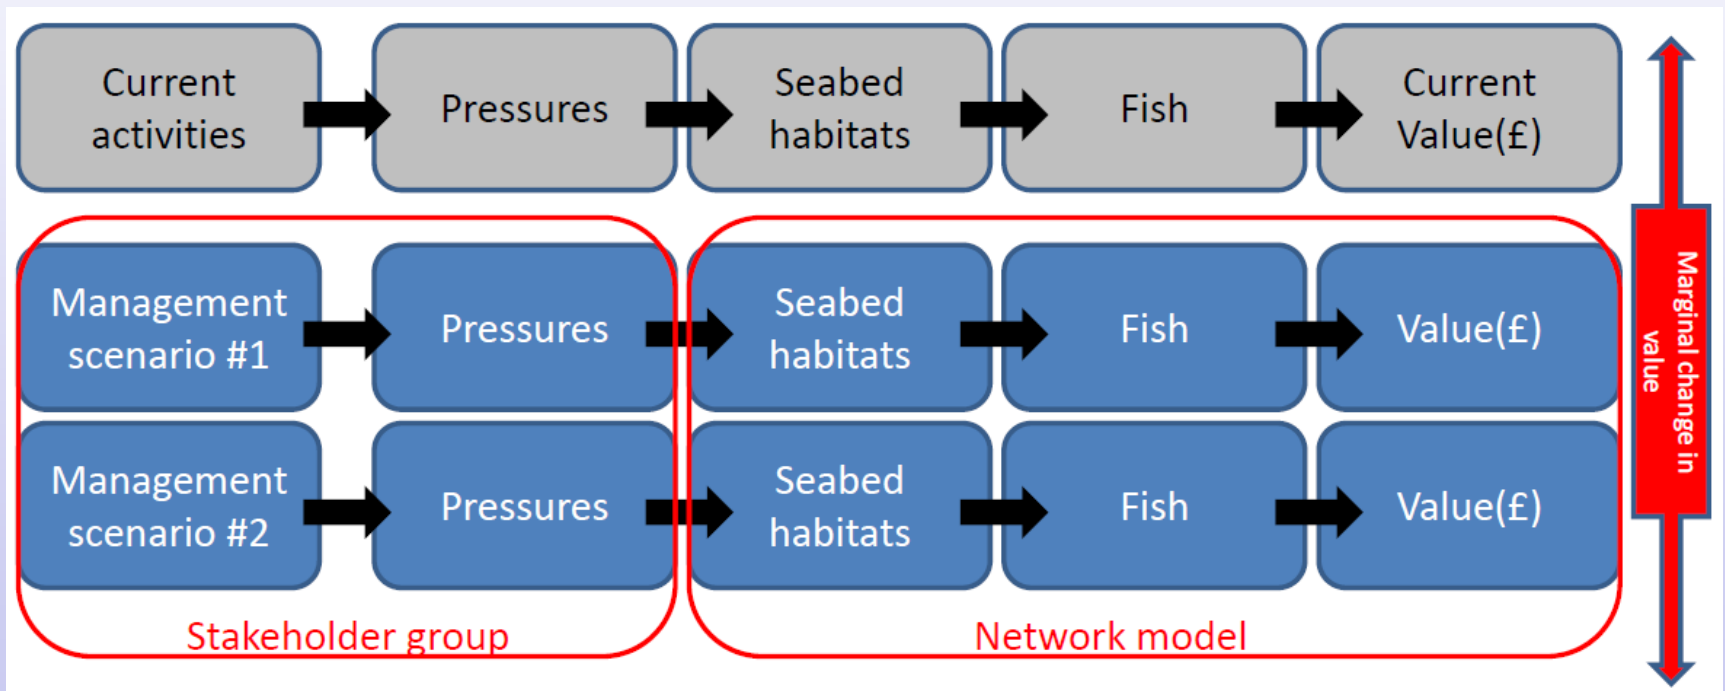 Current
activities
Pressures
Seabed
habitats
Fish
Current
Value(£)
Management
scenario #1
Pressures
Seabed
habitats
Fish
Value(£)
Management
scenario #2
Pressures
Seabed
habitats
Fish
Value(£)
Stakeholder group
Network model
Marginal change in
value